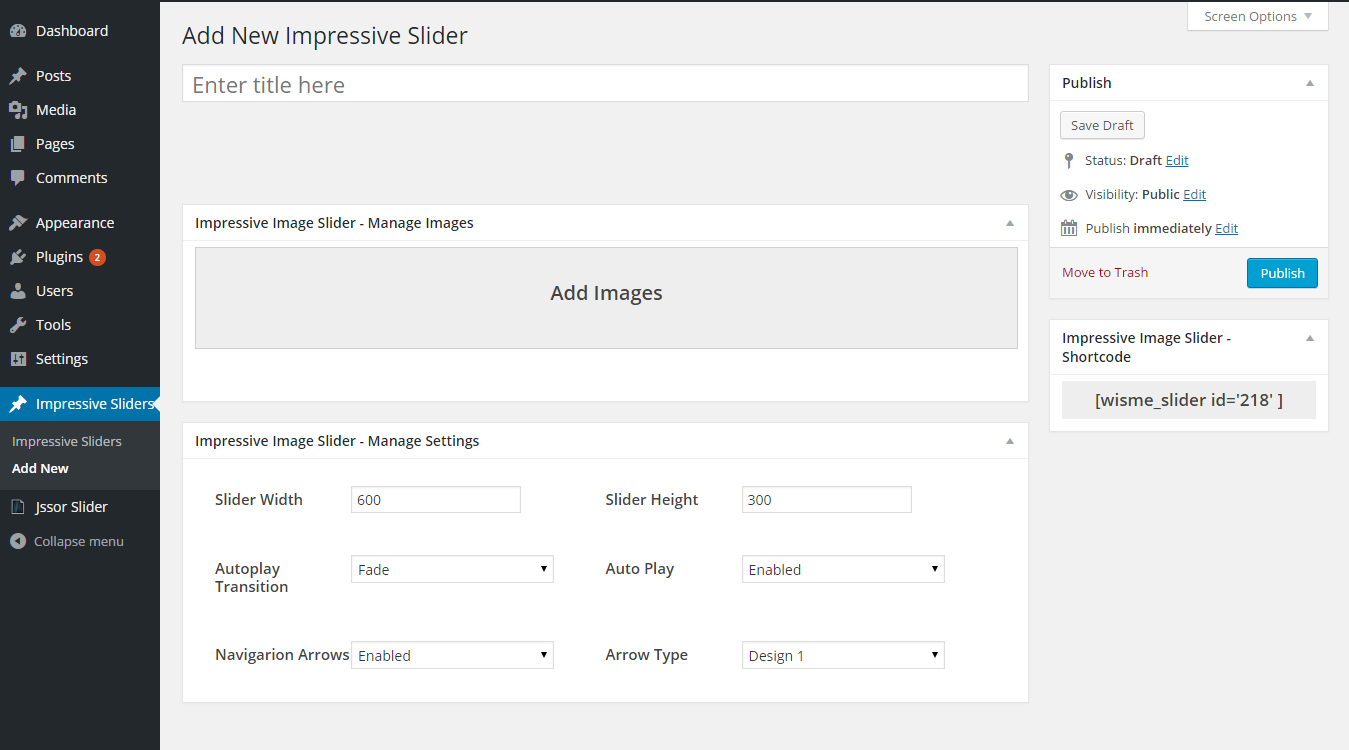 Dashboard
Posts
Media
Pages
Comments
Appearance
Plugins 2
Users
Tools
Settings
Impressive Sliders
Impressive Sliders
Add New
Jssor Slider
Collapse menu
Screen Options
Add New Impressive Slider
Enter title here
Impressive Image Slider - Manage Images
Add Images
Impressive Image Slider - Manage Settings
Slider Width 600 Slider Height 300
Autoplay
Transition Fade Auto Play Enabled
Navigarion Arrows Enabled Arrow Type Design 1
Publish
Save Draft
Status: Draft Edit
Visibility: Public Edit
Publish immediately Edit
Move to Trash Publish
Impressive Image Slider -
Shortcode
[wisme_slider id='218' ]